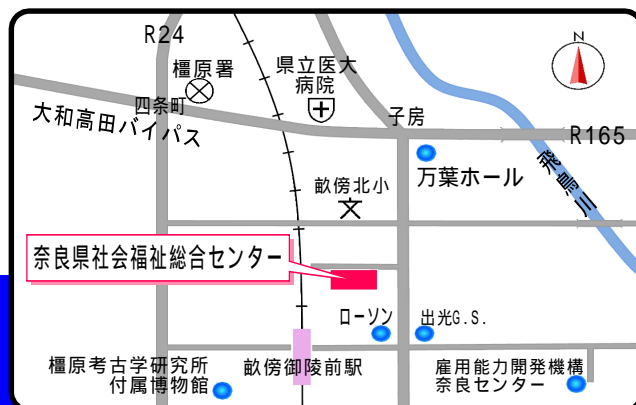 R24
N
橿原署
県立医大
病院
四条町
子房
大和高田バイパス
R165
万葉ホール
飛鳥川
畝傍北小
文
奈良県社会福祉総合センター
ローソン
出光G.S.
橿原考古学研究所
付属博物館
畝傍御陵前駅
雇用能力開発機構
奈良センター